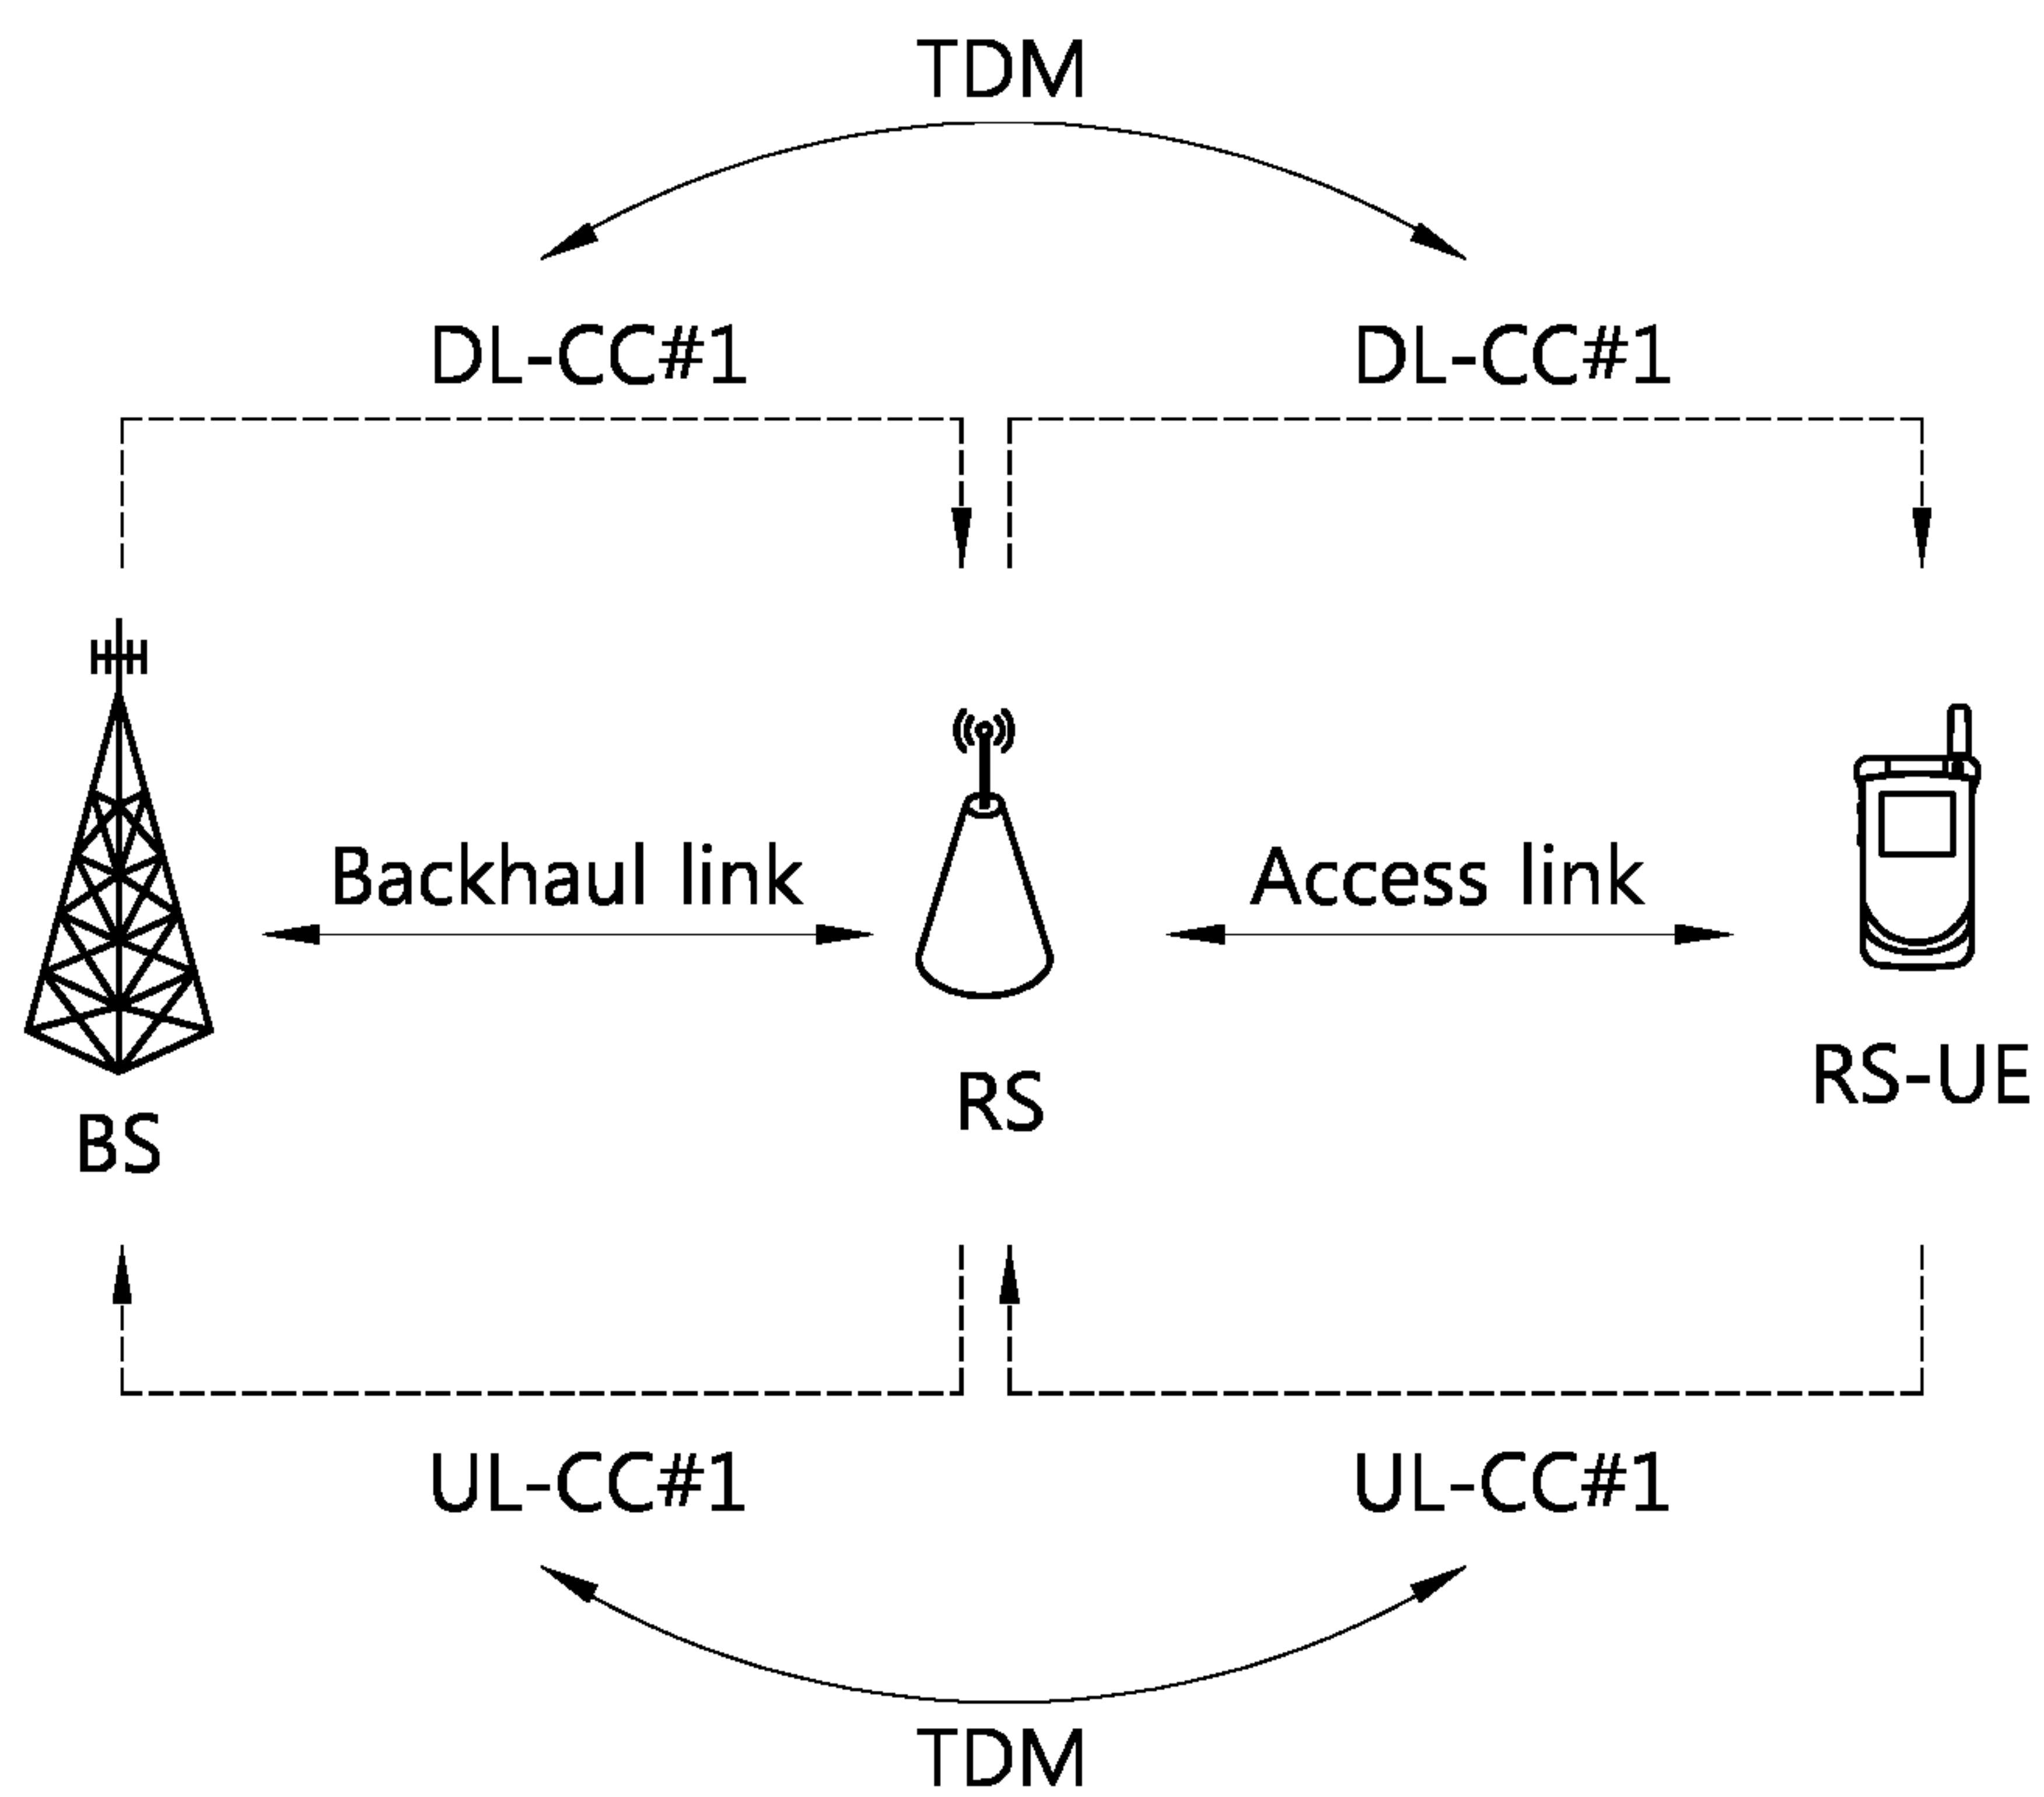 TDM
DL-CC#1
DL-CC#1
Backhaul link
Access link
BS
RS
RS-UE
UL-CC#1
UL-CC#1
TDM